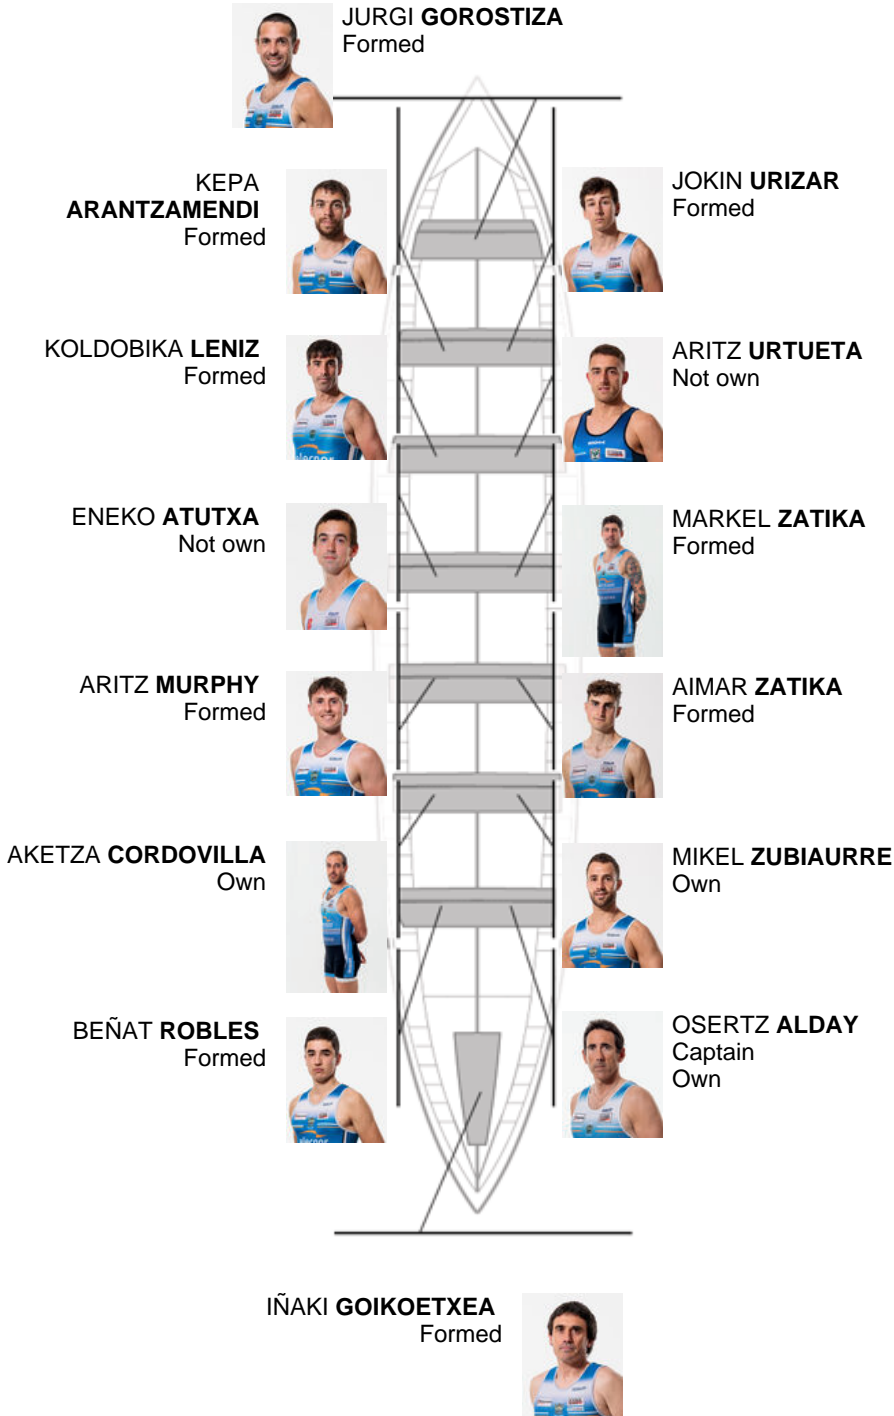 JURGI GOROSTIZA
Formed
KEPA
ARANTZAMENDI
Formed
JOKIN URIZAR
Formed
KOLDOBIKA LENIZ
Formed
ARITZ URTUETA
Not own
ENEKO ATUTXA
Not own
MARKEL ZATIKA
Formed
ARITZ MURPHY
Formed
AIMAR ZATIKA
Formed
AKETZA CORDOVILLA
Own
MIKEL ZUBIAURRE
Own
BEÑAT ROBLES
Formed
OSERTZ ALDAY
Captain
Own
IÑAKI GOIKOETXEA
Formed